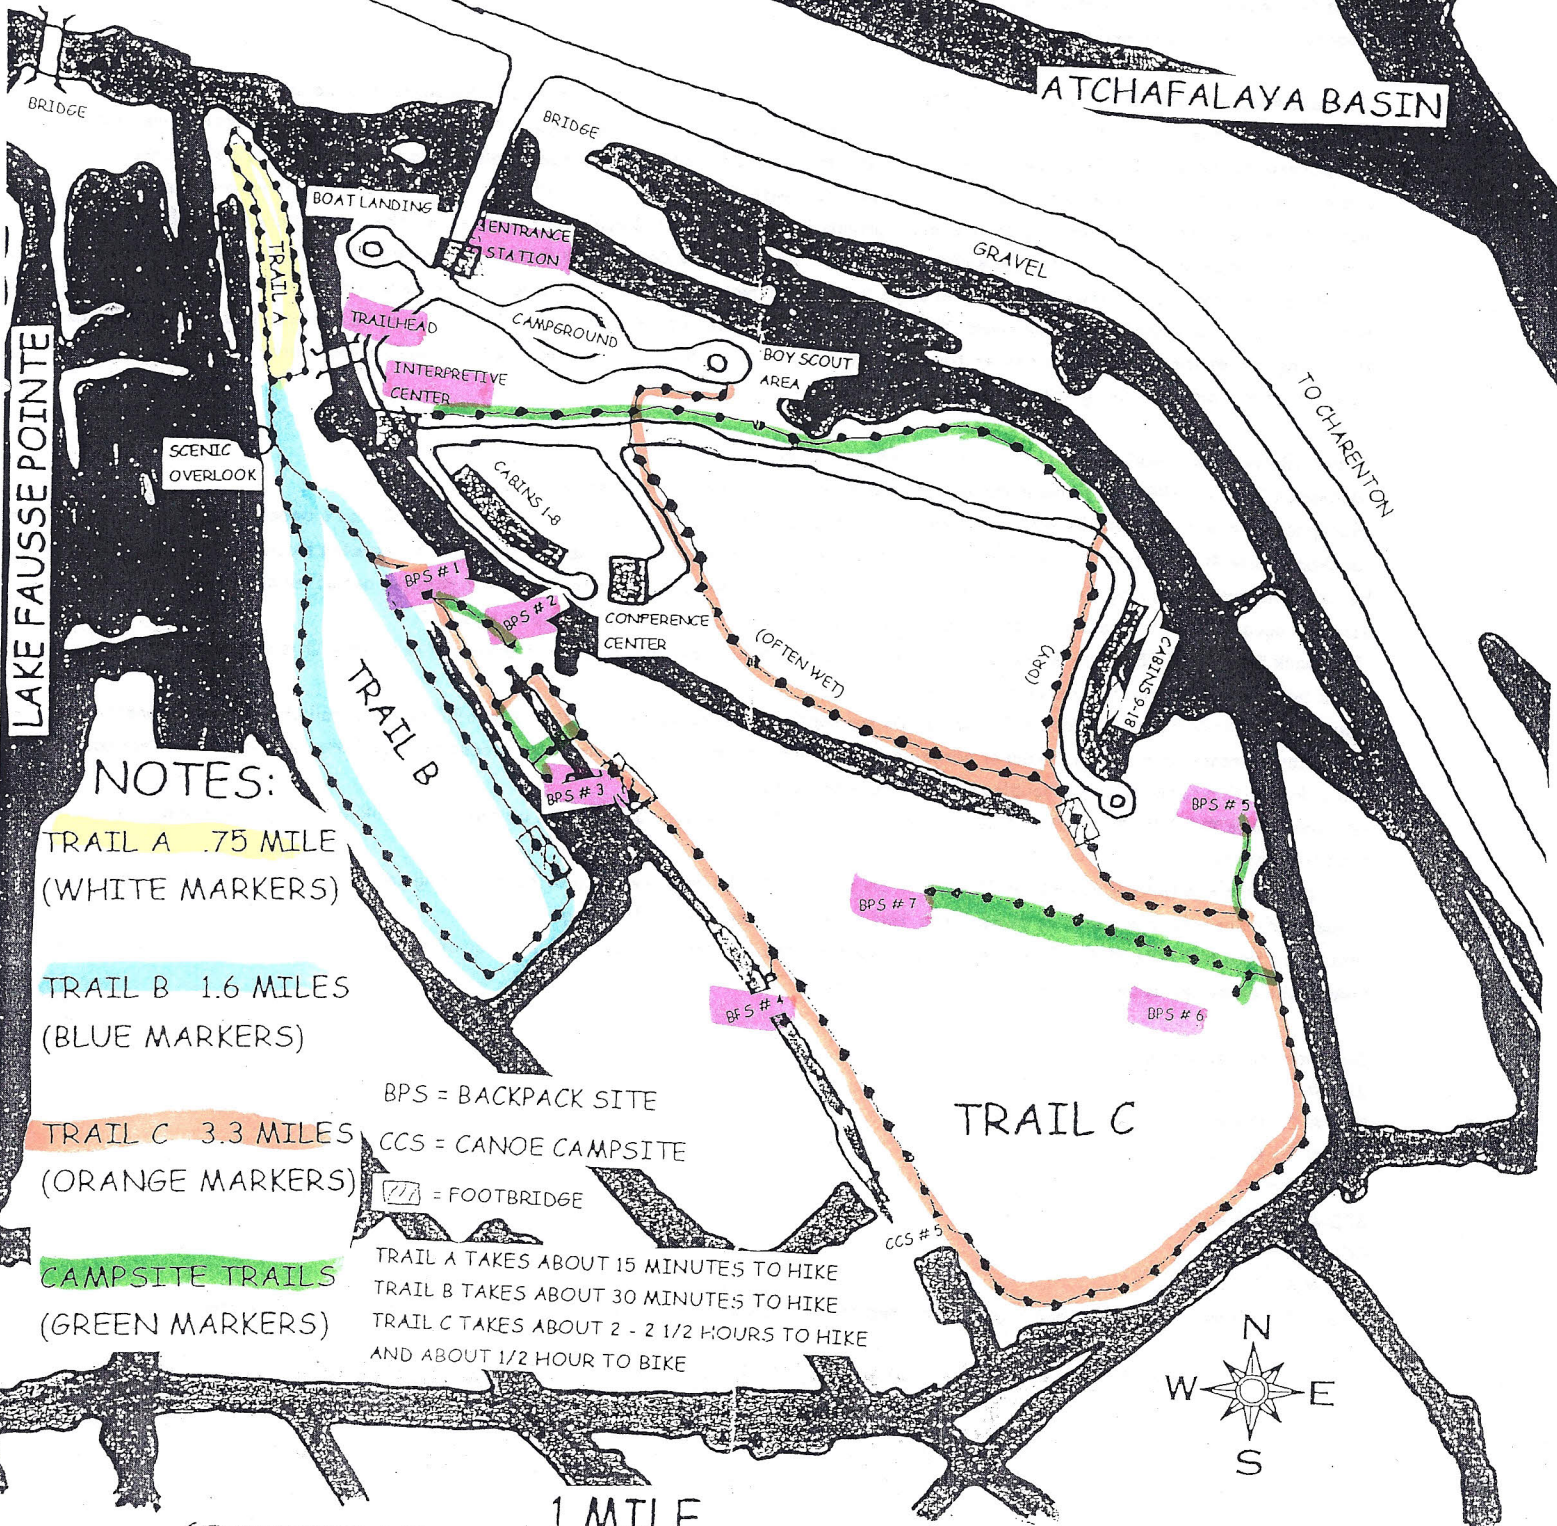 ATCHAFALAYA BASIN
BRIDGE
BRIDGE
BOAT LANDING
ENTRANCE
STATION
GRAVEL
TRAIL A
TRAILHEAD
CAMPGROUND
BOY SCOUT
AREA
INTERPRETIVE
CENTER
TO CHARENTON
LAKE FAUSSE POINTE
SCENIC
OVERLOOK
CABINS 1-8
BPS # 1
BPS # 2
CONFERENCE
CENTER
(OFTEN WET)
(DRY)
CABINS 9-18
TRAIL B
BPS # 3
BPS # 5
BPS # 7
BPS # 4
BPS # 6
TRAIL C
CCS # 5
NOTES:
TRAIL A .75 MILE
(WHITE MARKERS)
TRAIL B 1.6 MILES
(BLUE MARKERS)
TRAIL C 3.3 MILES
(ORANGE MARKERS)
CAMPSITE TRAILS
(GREEN MARKERS)
BPS = BACKPACK SITE
CCS = CANOE CAMPSITE
= FOOTBRIDGE
TRAIL A TAKES ABOUT 15 MINUTES TO HIKE
TRAIL B TAKES ABOUT 30 MINUTES TO HIKE
TRAIL C TAKES ABOUT 2 - 2 1/2 HOURS TO HIKE
AND ABOUT 1/2 HOUR TO BIKE
N
W E
S
1 MILE